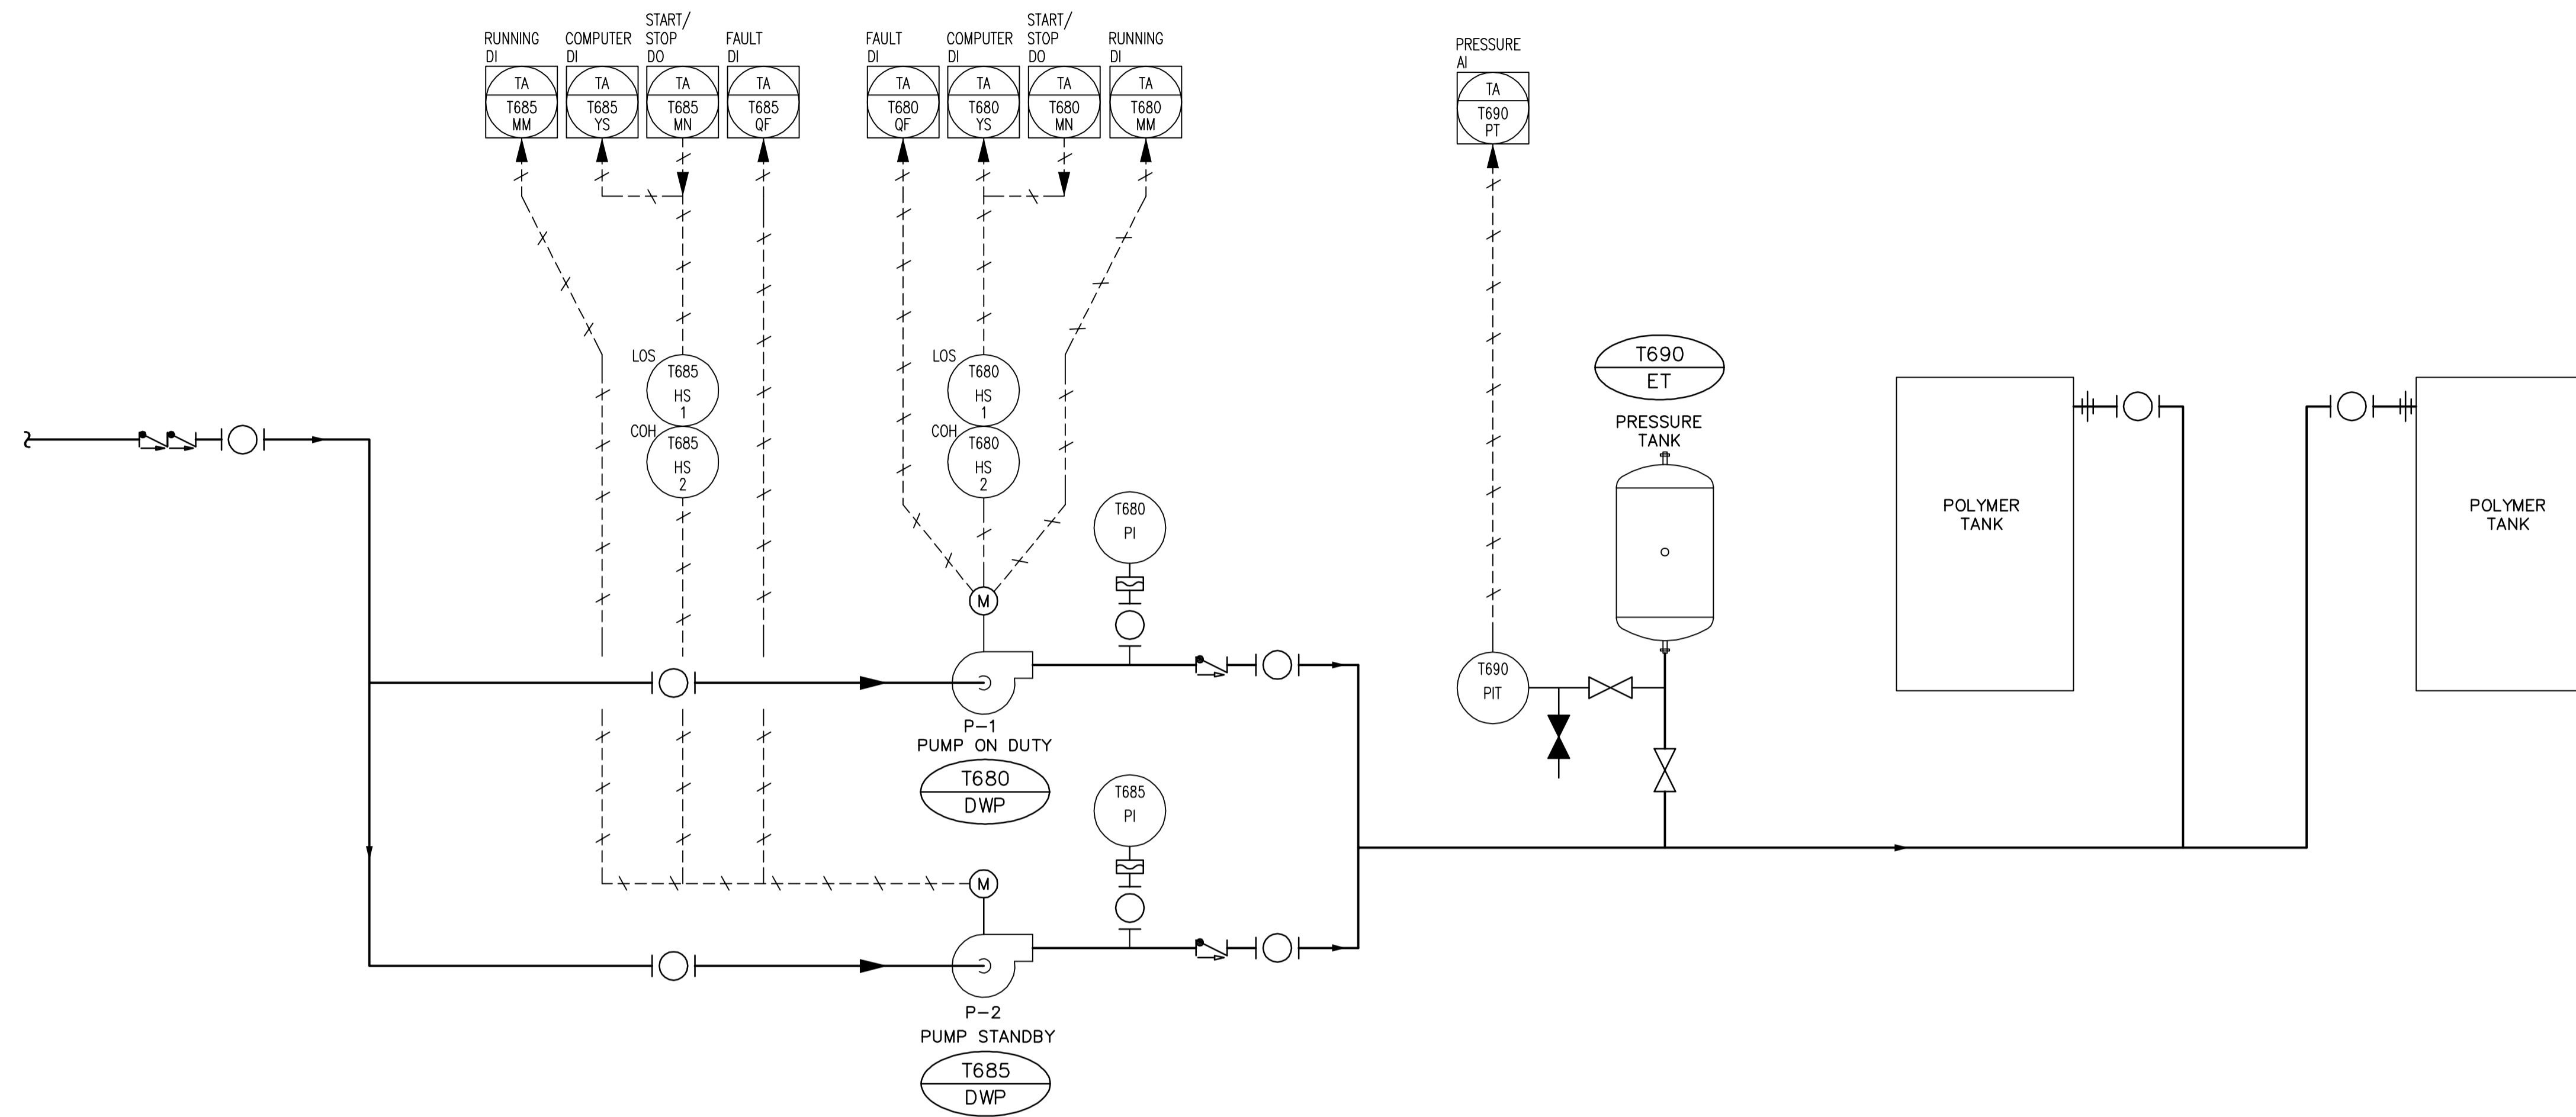 RUNNING
DI
COMPUTER
DI
START/
STOP
DO
FAULT
DI
FAULT
DI
COMPUTER
DI
START/
STOP
DO
RUNNING
DI
PRESSURE
AI
TA
T685
MM
TA
T685
YS
TA
T685
MN
TA
T685
QF
TA
T680
QF
TA
T680
YS
TA
T680
MN
TA
T680
MM
TA
T690
PT
LOS
T685
HS
1
COH
T685
HS
2
LOS
T680
HS
1
COH
T680
HS
2
T690
ET
PRESSURE
TANK
POLYMER
TANK
POLYMER
TANK
T680
PI
M
T690
PIT
P-1
PUMP ON DUTY
T680
DWP
T685
PI
M
P-2
PUMP STANDBY
T685
DWP